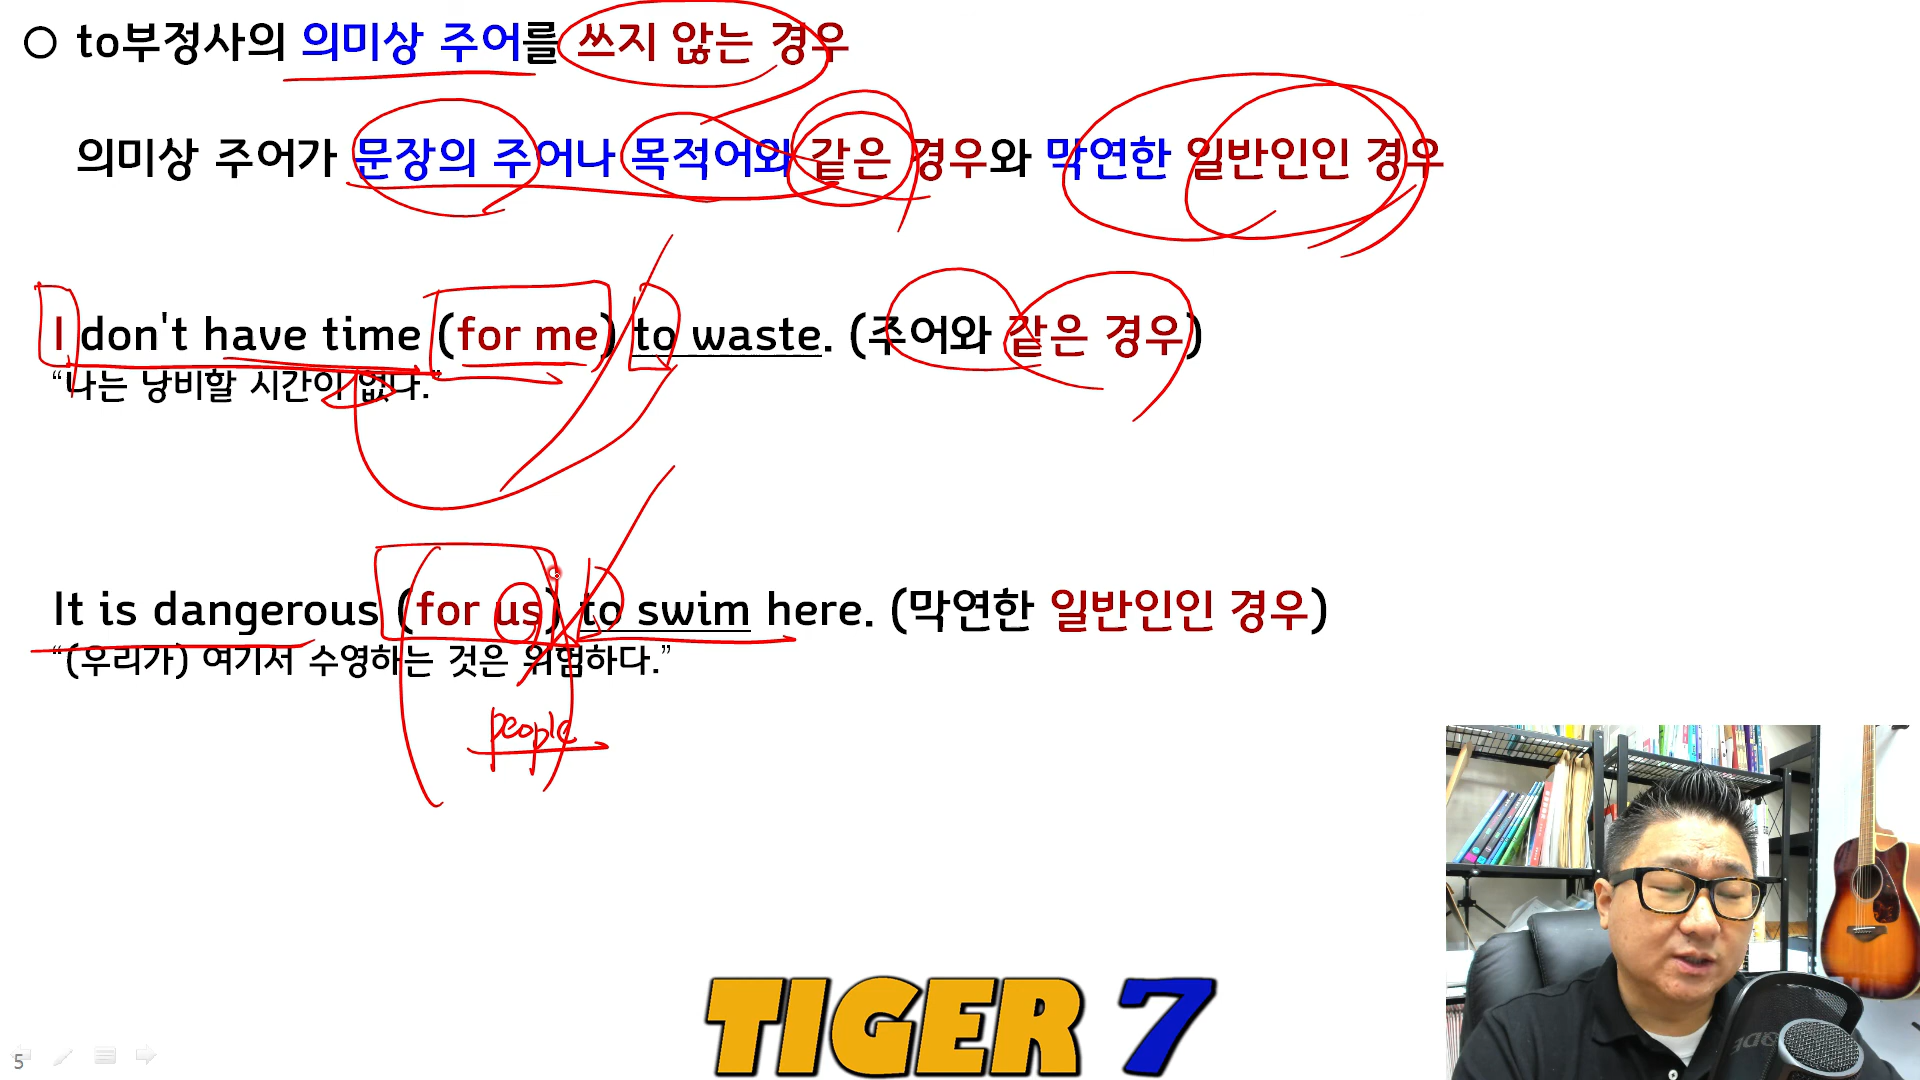 ○ to부정사의 의미상 주어를 쓰지 않는 경우
의미상 주어가 문장의 주어나 목적어와 같은 경우와 막연한 일반인인 경우
I don't have time (for me) to waste. (주어와 같은 경우)
“나는 낭비할 시간이 없다.”
It is dangerous (for us) to swim here. (막연한 일반인인 경우)
“(우리가) 여기서 수영하는 것은 위험하다.”
people
TIGER 7
5